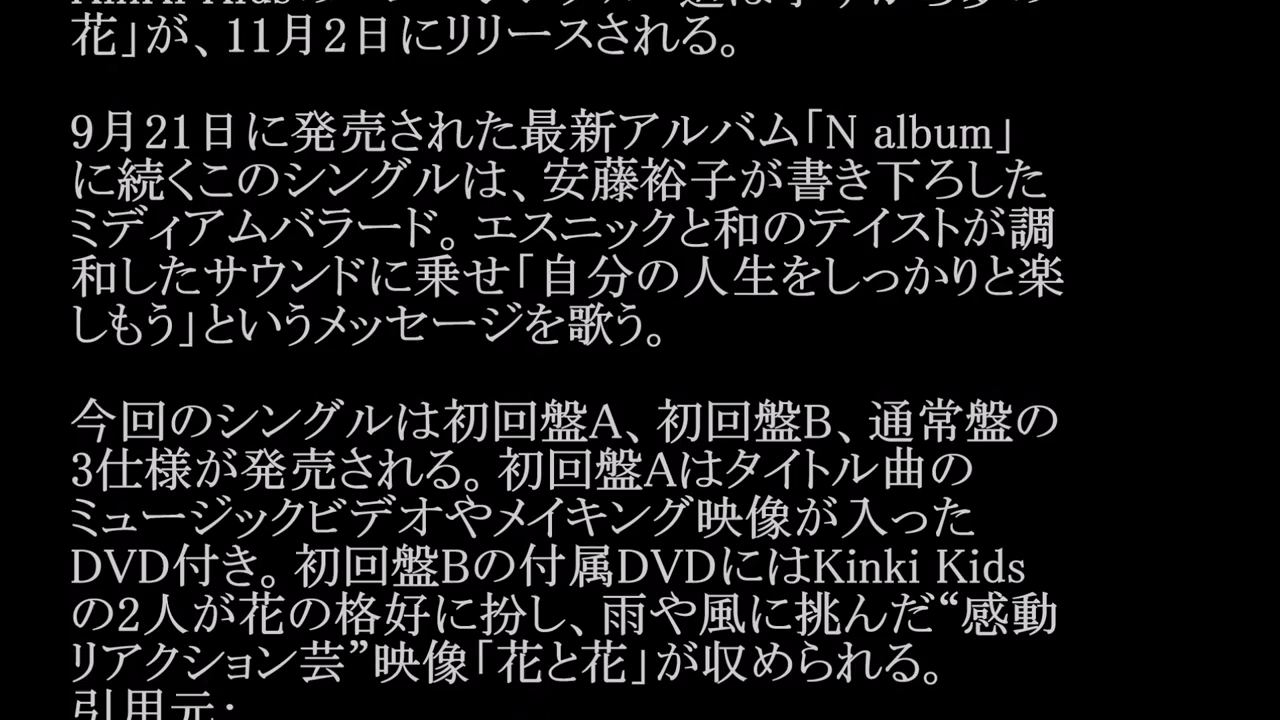 花」が、11月2日にリリースされる。
9月21日に発売された最新アルバム「N album」
に続くこのシングルは、安藤裕子が書き下ろした
ミディアムバラード。エスニックと和のテイストが調
和したサウンドに乗せ「自分の人生をしっかりと楽
しもう」というメッセージを歌う。
今回のシングルは初回盤A、初回盤B、通常盤の
3仕様が発売される。初回盤Aはタイトル曲の
ミュージックビデオやメイキング映像が入った
DVD付き。初回盤Bの付属DVDにはKinki Kids
の2人が花の格好に扮し、雨や風に挑んだ“感動
リアクション芸”映像「花と花」が収められる。
引用元：